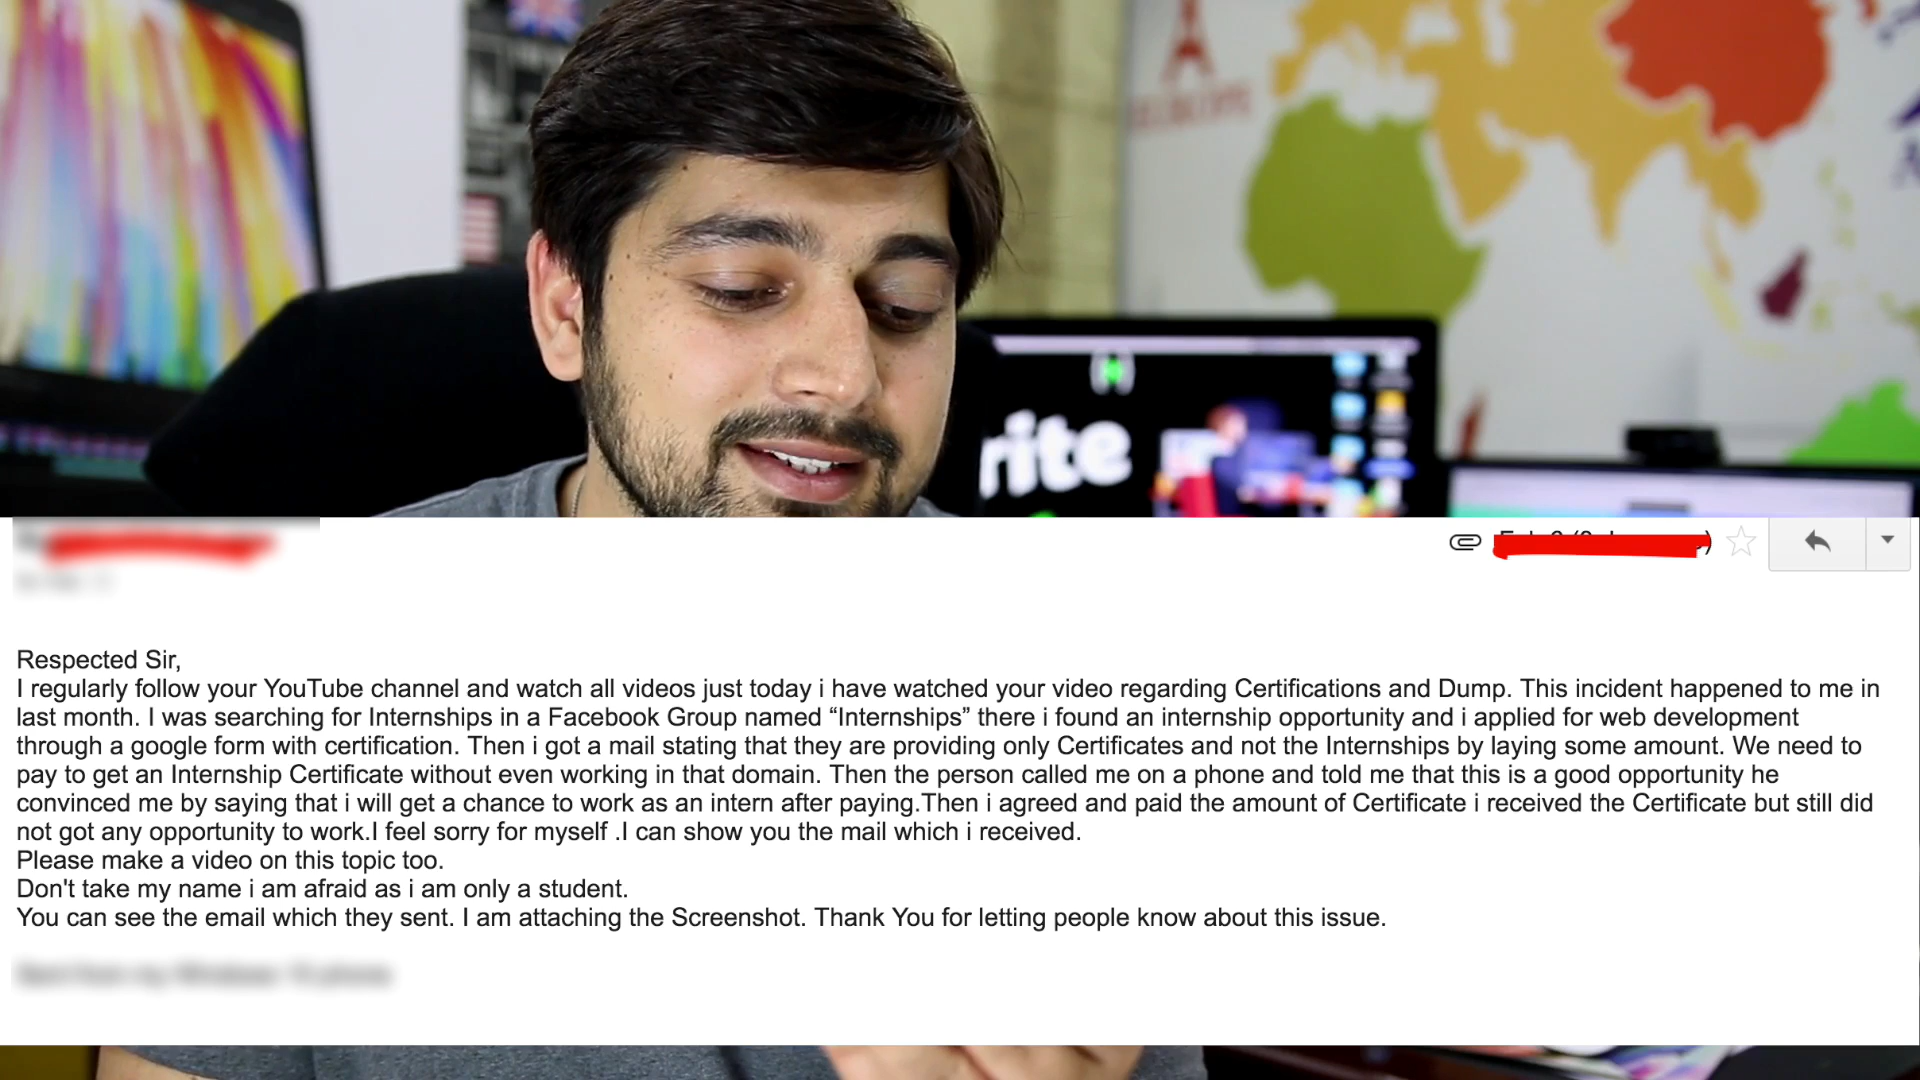 EUROPE
rite
Respected Sir,
I regularly follow your YouTube channel and watch all videos just today i have watched your video regarding Certifications and Dump. This incident happened to me in
last month. I was searching for Internships in a Facebook Group named “Internships” there i found an internship opportunity and i applied for web development
through a google form with certification. Then i got a mail stating that they are providing only Certificates and not the Internships by laying some amount. We need to
pay to get an Internship Certificate without even working in that domain. Then the person called me on a phone and told me that this is a good opportunity he
convinced me by saying that i will get a chance to work as an intern after paying.Then i agreed and paid the amount of Certificate i received the Certificate but still did
not got any opportunity to work.I feel sorry for myself .I can show you the mail which i received.
Please make a video on this topic too.
Don't take my name i am afraid as i am only a student.
You can see the email which they sent. I am attaching the Screenshot. Thank You for letting people know about this issue.